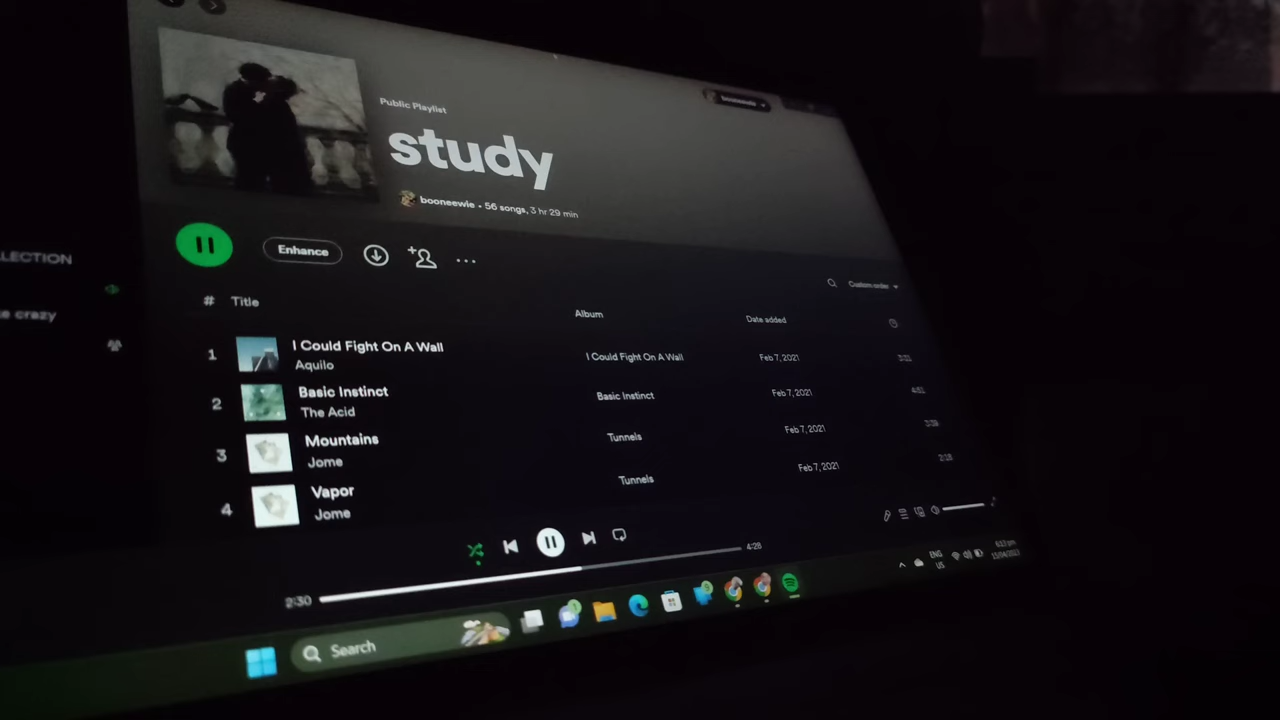 Public Playlist
booneewie
study
booneewie • 56 songs, 3 hr 29 min
LECTION
Enhance
Custom order
# Title Album Date added
e crazy
1 I Could Fight On A Wall I Could Fight On A Wall Feb 7, 2021
Aquilo
2 Basic Instinct Basic Instinct Feb 7, 2021
The Acid
3 Mountains Tunnels Feb 7, 2021
Jome
4 Vapor Tunnels Feb 7, 2021
Jome
2:30 4:28
Search
ENG
US